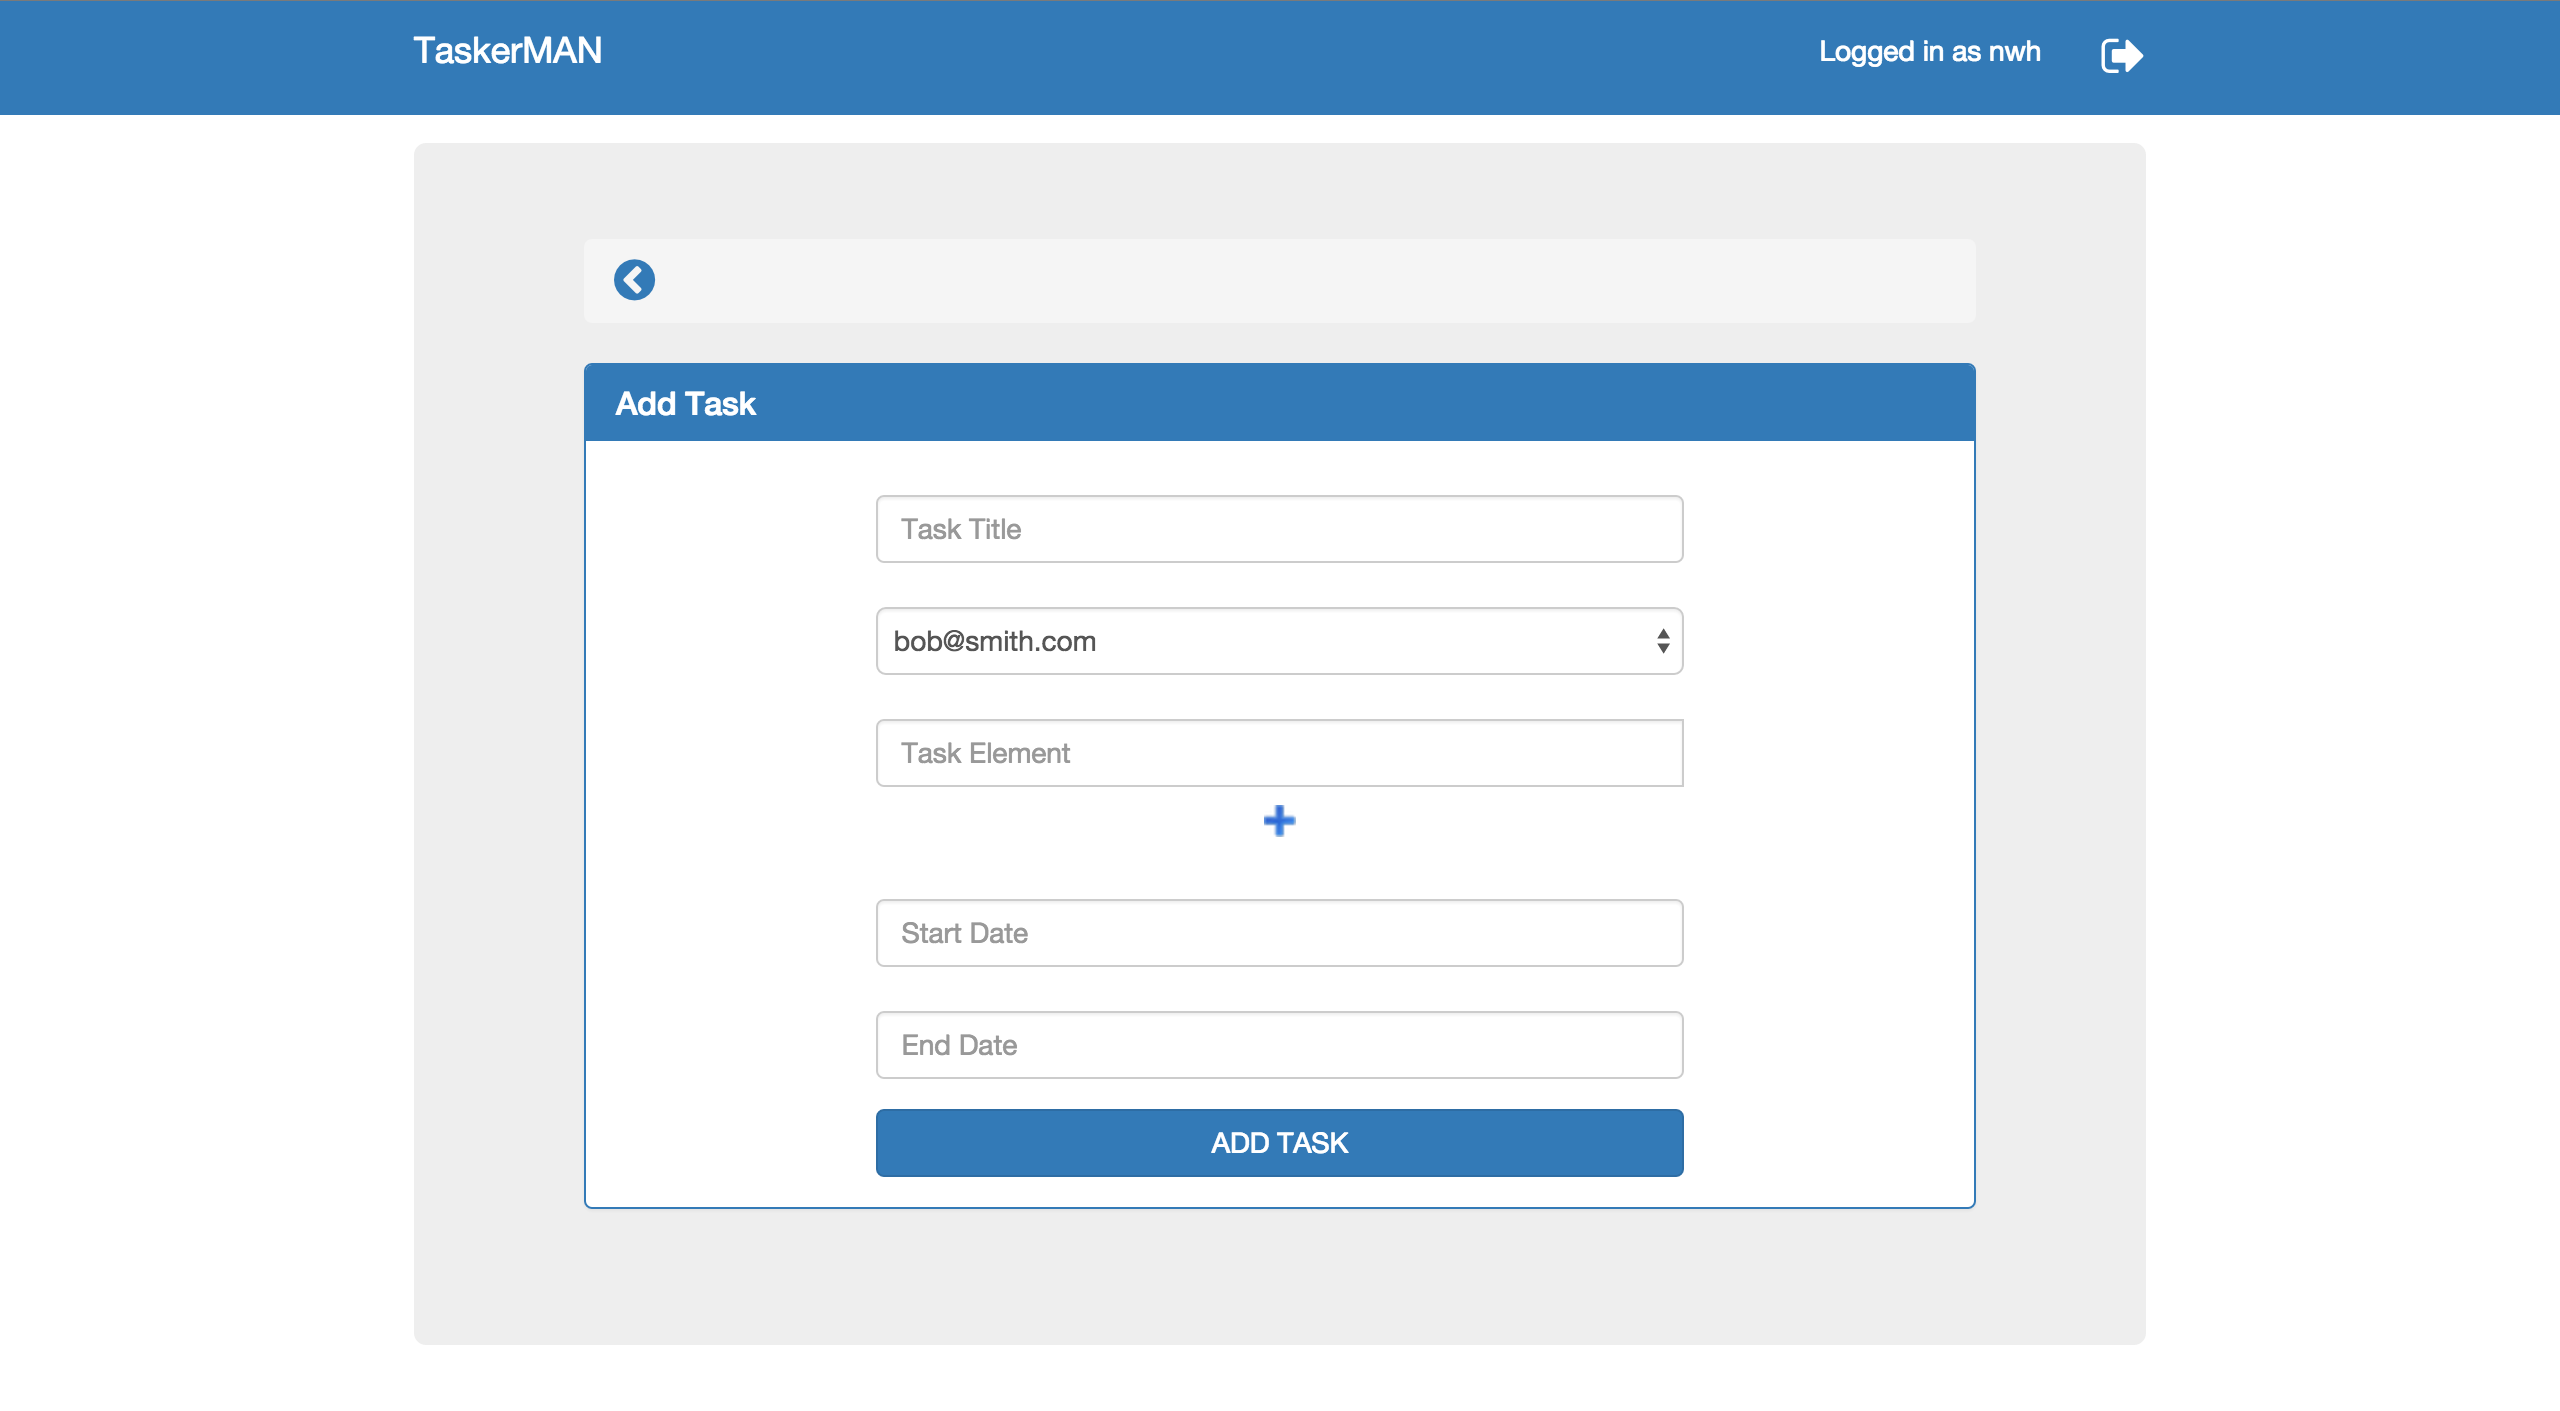 TaskerMAN
Logged in as nwh
Add Task
Task Title
bob@smith.com
Task Element
Start Date
End Date
ADD TASK